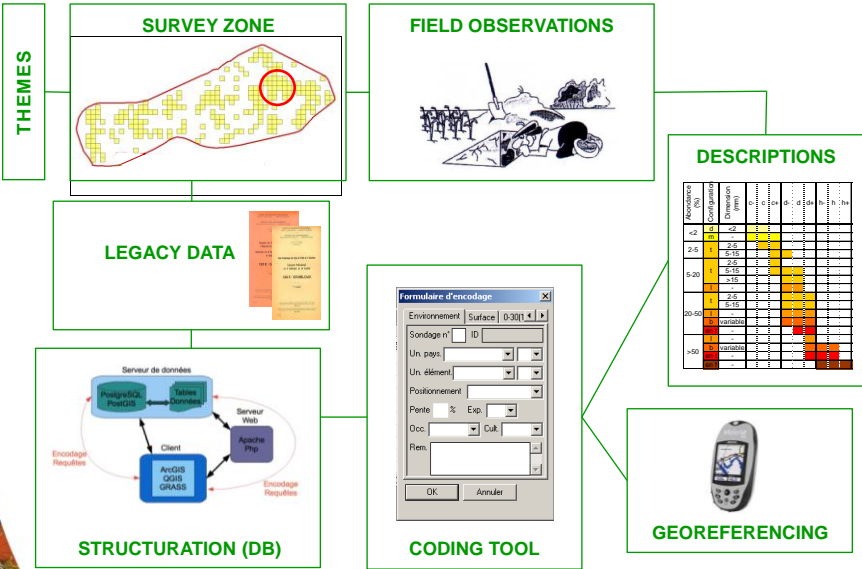 THEMES
SURVEY ZONE
FIELD OBSERVATIONS
LEGACY DATA
DESCRIPTIONS
Abondance (%)
Configuration
Dimension (mm)
c- c c+ d- d d+ h- h h+
<2 d <2
m -
2-5 t 2-5
5-15
5-20 t 2-5
5-15
>15
l -
20-50 t 2-5
5-15
l -
b variable
-
>50 l -
b variable
-
-
Serveur de données
PostgreSQL
PostGIS
Tables
Données
Serveur
Web
Apache
Php
Client
ArcGIS
QGIS
GRASS
Encodage
Requêtes
Encodage
Requêtes
STRUCTURATION (DB)
Formulaire d'encodage
Environnement Surface 0-30(1
Sondage n° ID
Un. pays.
Un. élément.
Positionnement
Pente % Exp.
Occ. Cult.
Rem.
OK Annuler
CODING TOOL
GEOREFERENCING